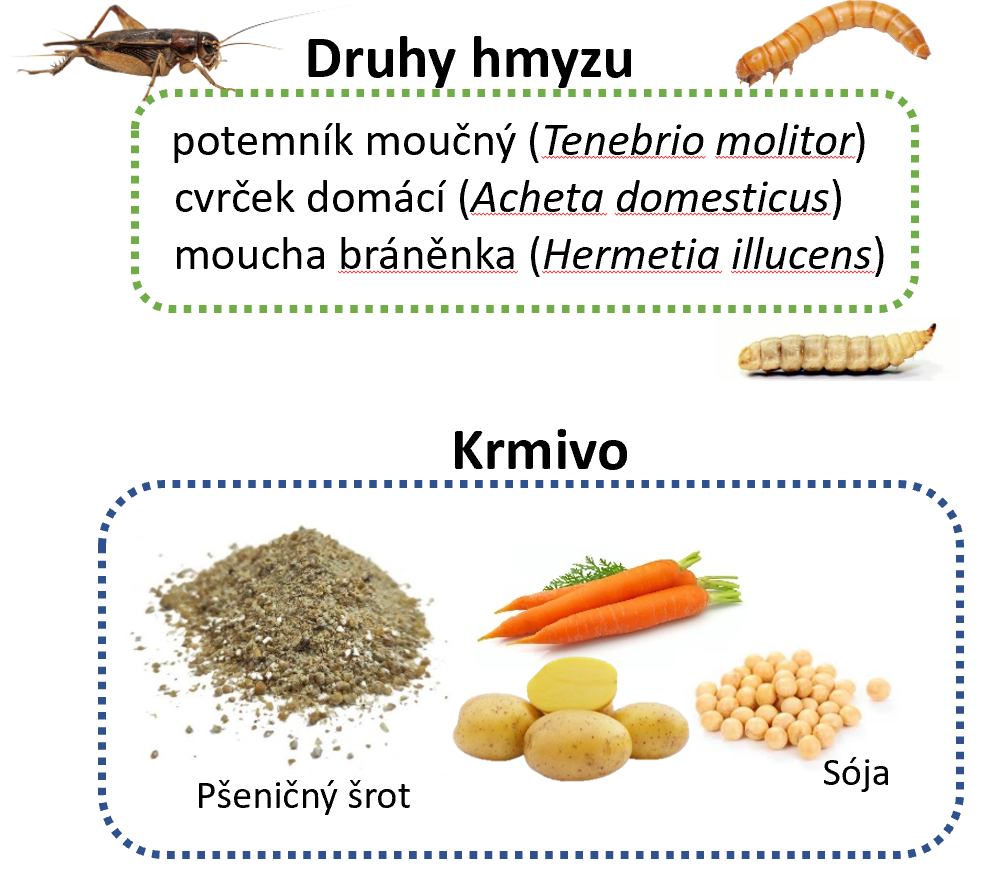 Druhy hmyzu
potemník moučný (Tenebrio molitor)
cvrček domácí (Acheta domesticus)
moucha bráněnka (Hermetia illucens)
Krmivo
Sója
Pšeničný šrot